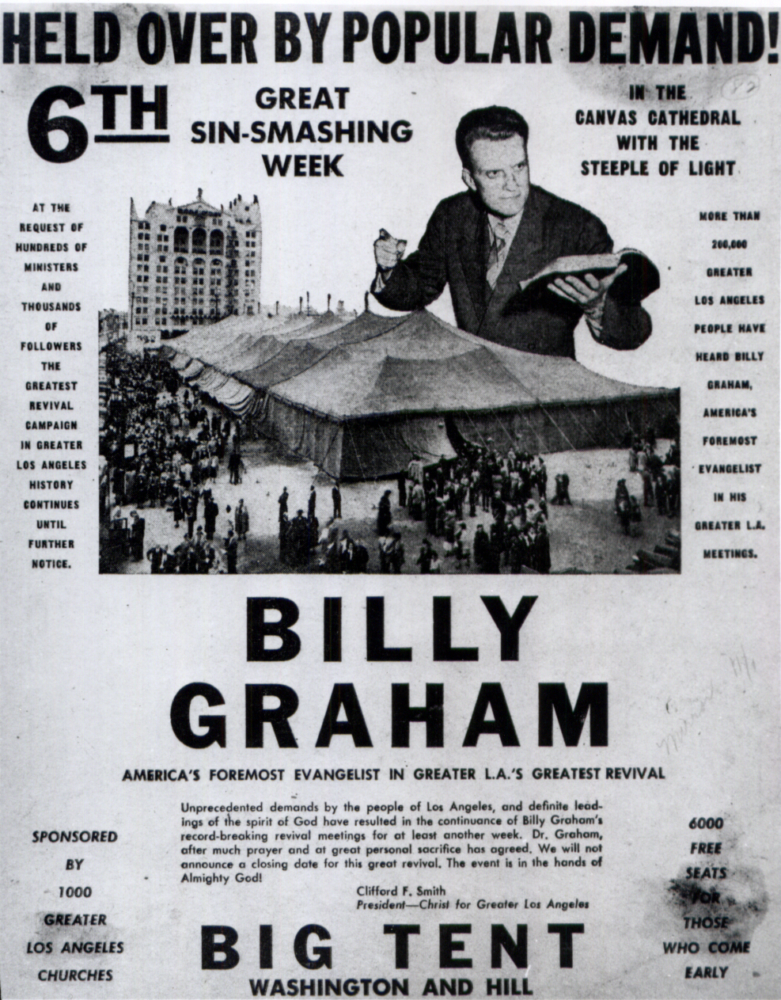 HELD OVER BY POPULAR DEMAND!
6TH
GREAT
SIN-SMASHING
WEEK
IN THE
CANVAS CATHEDRAL
WITH THE
STEEPLE OF LIGHT
AT THE
REQUEST OF
HUNDREDS OF
MINISTERS
AND
THOUSANDS
OF
FOLLOWERS
THE
GREATEST
REVIVAL
CAMPAIGN
IN GREATER
LOS ANGELES
HISTORY
CONTINUES
UNTIL
FURTHER
NOTICE.
MORE THAN
200,000
GREATER
LOS ANGELES
PEOPLE HAVE
HEARD BILLY
GRAHAM,
AMERICA'S
FOREMOST
EVANGELIST
IN HIS
GREATER L.A.
MEETINGS.
BILLY
GRAHAM
AMERICA'S FOREMOST EVANGELIST IN GREATER L.A.'S GREATEST REVIVAL
Unprecedented demands by the people of Los Angeles, and definite lead-
ings of the spirit of God have resulted in the continuance of Billy Graham's
record-breaking revival meetings for at least another week. Dr. Graham,
after much prayer and at great personal sacrifice has agreed. We will not
announce a closing date for this great revival. The event is in the hands of
Almighty God!
Clifford F. Smith
President—Christ for Greater Los Angeles
SPONSORED
BY
1000
GREATER
LOS ANGELES
CHURCHES
6000
FREE
SEATS
FOR
THOSE
WHO COME
EARLY
BIG TENT
WASHINGTON AND HILL